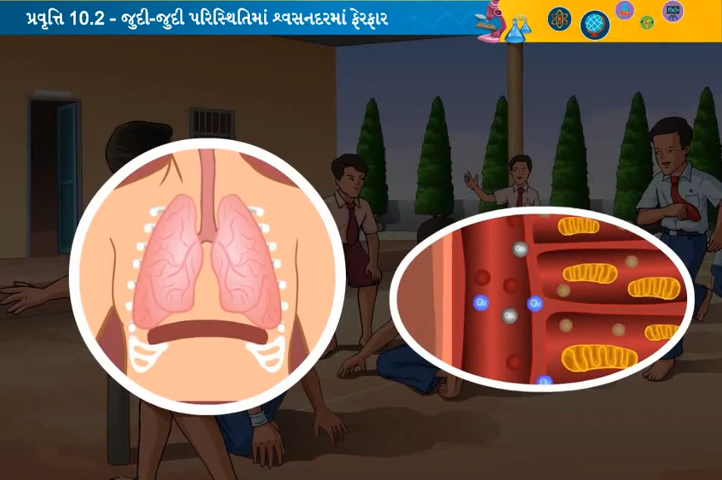 પ્રવૃત્તિ 10.2 - જુદી-જુદી પરિસ્થિતિમાં શ્વસનદરમાં ફેરફાર